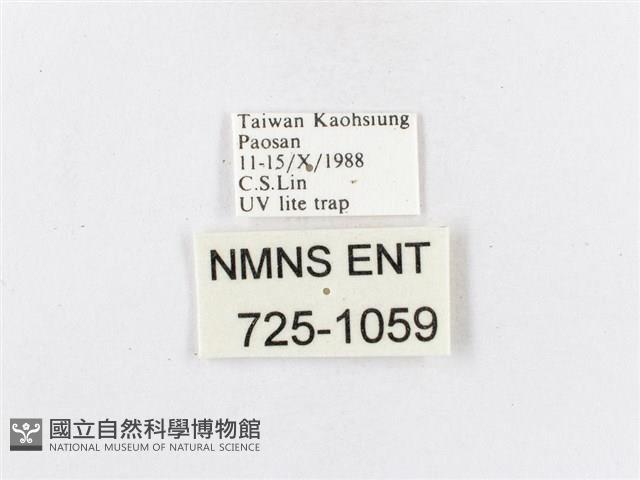 Taiwan Kaohsiung
Paosan
11-15/X/1988
C.S.Lin
UV lite trap
NMNS ENT
725-1059
國立自然科學博物館
NATIONAL MUSEUM OF NATURAL SCIENCE